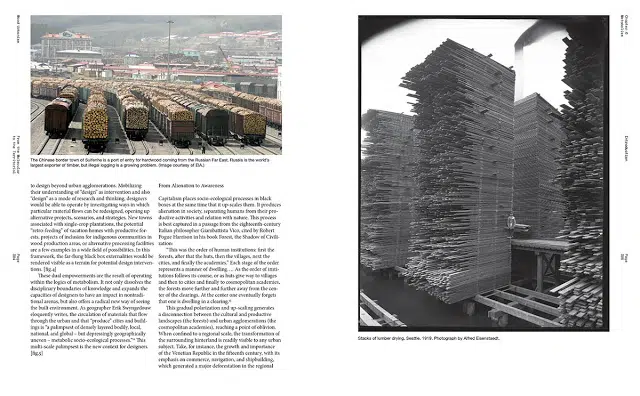 Wood Urbanism
From the Molecular
to the Territorial
Page
The Chinese border town of Suifenhe is a port of entry for hardwood coming from the Russian Far East. Russia is the world's
largest exporter of timber, but illegal logging is a growing problem. (Image courtesy of EIA.)
to design beyond urban agglomerations. Mobilizing
their understanding of "design" as intervention and also
"design" as a mode of research and thinking, designers
would be able to operate by investigating ways in which
particular material flows can be redesigned, opening up
alternative projects, scenarios, and strategies. New towns
associated with single-crop plantations, the potential
"retro-feeding" of vacation homes with productive for-
ests, projects of inclusion for indigenous communities in
wood production areas, or alternative processing facilities
are a few examples in a wide field of possibilities. In this
framework, the far-flung black box externalities would be
rendered visible as a terrain for potential design interven-
tions. [fig.4]
These dual empowerments are the result of operating
within the logics of metabolism. It not only dissolves the
disciplinary boundaries of knowledge and expands the
capacities of designers to have an impact in nontradi-
tional arenas, but also offers a radical new way of seeing
the built environment. As geographer Erik Swyngedouw
eloquently writes, the circulation of materials that flow
through the urban and that "produce" cities and build-
ings is "a palimpsest of densely layered bodily, local,
national, and global – but depressingly geographically
uneven – metabolic socio-ecological processes." This
multi-scale palimpsest is the new context for designers.
[fig.5]
From Alienation to Awareness
Capitalism places socio-ecological processes in black
boxes at the same time that it up-scales them. It produces
alienation in society, separating humans from their pro-
ductive activities and relation with nature. This process
is best captured in a passage from the eighteenth-century
Italian philosopher Giambattista Vico, cited by Robert
Pogue Harrison in his book Forest, the Shadow of Civili-
zation:
"This was the order of human institutions: first the
forests, after that the huts, then the villages, next the
cities, and finally the academies." Each stage of the order
represents a manner of dwelling. ... As the order of insti-
tutions follows its course, or as huts give way to villages
and then to cities and finally to cosmopolitan academies,
the forests move further and further away from the cen-
ter of the clearings. At the center one eventually forgets
that one is dwelling in a clearing.
This gradual polarization and up-scaling generates
a disconnection between the cultural and productive
landscapes (the forests) and urban agglomerations (the
cosmopolitan academies), reaching a point of oblivion.
When confined to a regional scale, the transformation of
the surrounding hinterland is readily visible to any urban
subject. Take, for instance, the growth and importance
of the Venetian Republic in the fifteenth century, with its
emphasis on commerce, navigation, and shipbuilding,
which generated a major deforestation in the regional
Stacks of lumber drying, Seattle, 1919. Photograph by Alfred Eisenstaedt.
Chapter 6
Metabolism
Introduction
Page